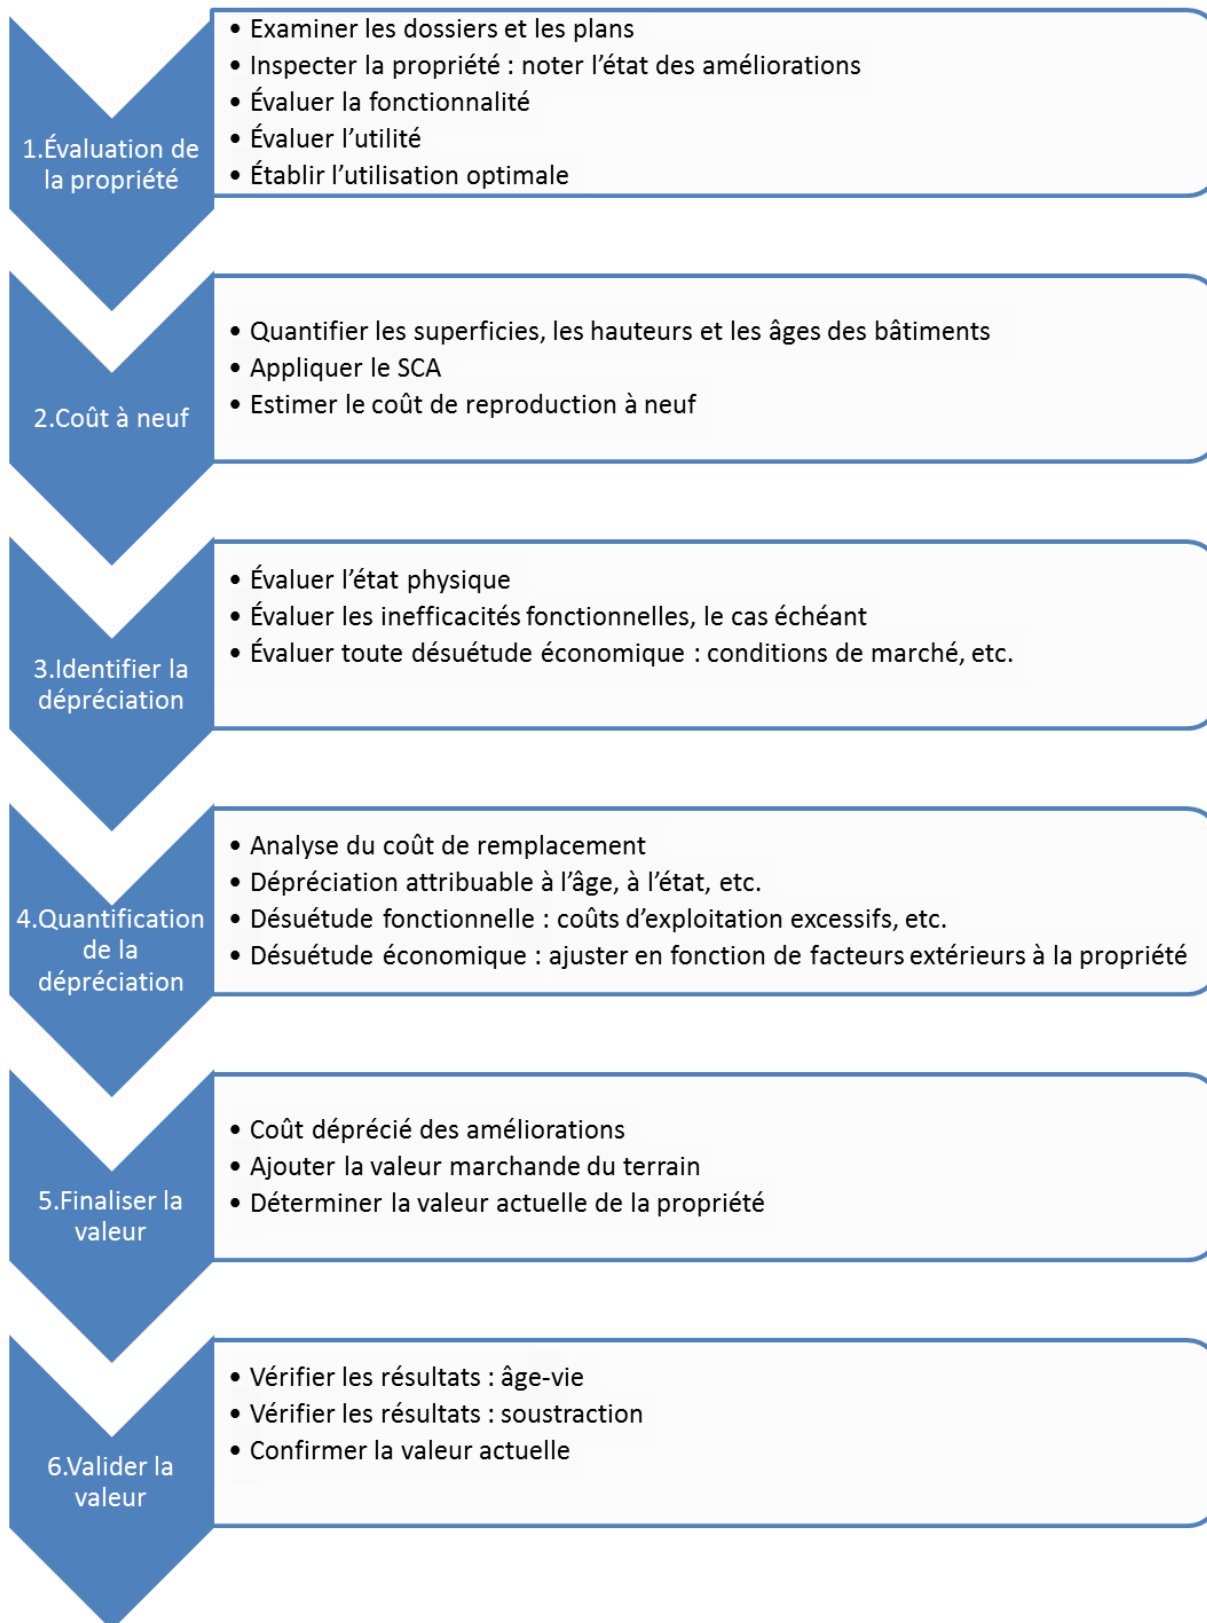 1.Évaluation de
la propriété
• Examiner les dossiers et les plans
• Inspecter la propriété : noter l’état des améliorations
• Évaluer la fonctionnalité
• Évaluer l’utilité
• Établir l’utilisation optimale
2.Coût à neuf
• Quantifier les superficies, les hauteurs et les âges des bâtiments
• Appliquer le SCA
• Estimer le coût de reproduction à neuf
3.Identifier la
dépréciation
• Évaluer l’état physique
• Évaluer les inefficacités fonctionnelles, le cas échéant
• Évaluer toute désuétude économique : conditions de marché, etc.
4.Quantification
de la
dépréciation
• Analyse du coût de remplacement
• Dépréciation attribuable à l’âge, à l’état, etc.
• Désuétude fonctionnelle : coûts d’exploitation excessifs, etc.
• Désuétude économique : ajuster en fonction de facteurs extérieurs à la propriété
5.Finaliser la
valeur
• Coût déprécié des améliorations
• Ajouter la valeur marchande du terrain
• Déterminer la valeur actuelle de la propriété
6.Valider la
valeur
• Vérifier les résultats : âge-vie
• Vérifier les résultats : soustraction
• Confirmer la valeur actuelle